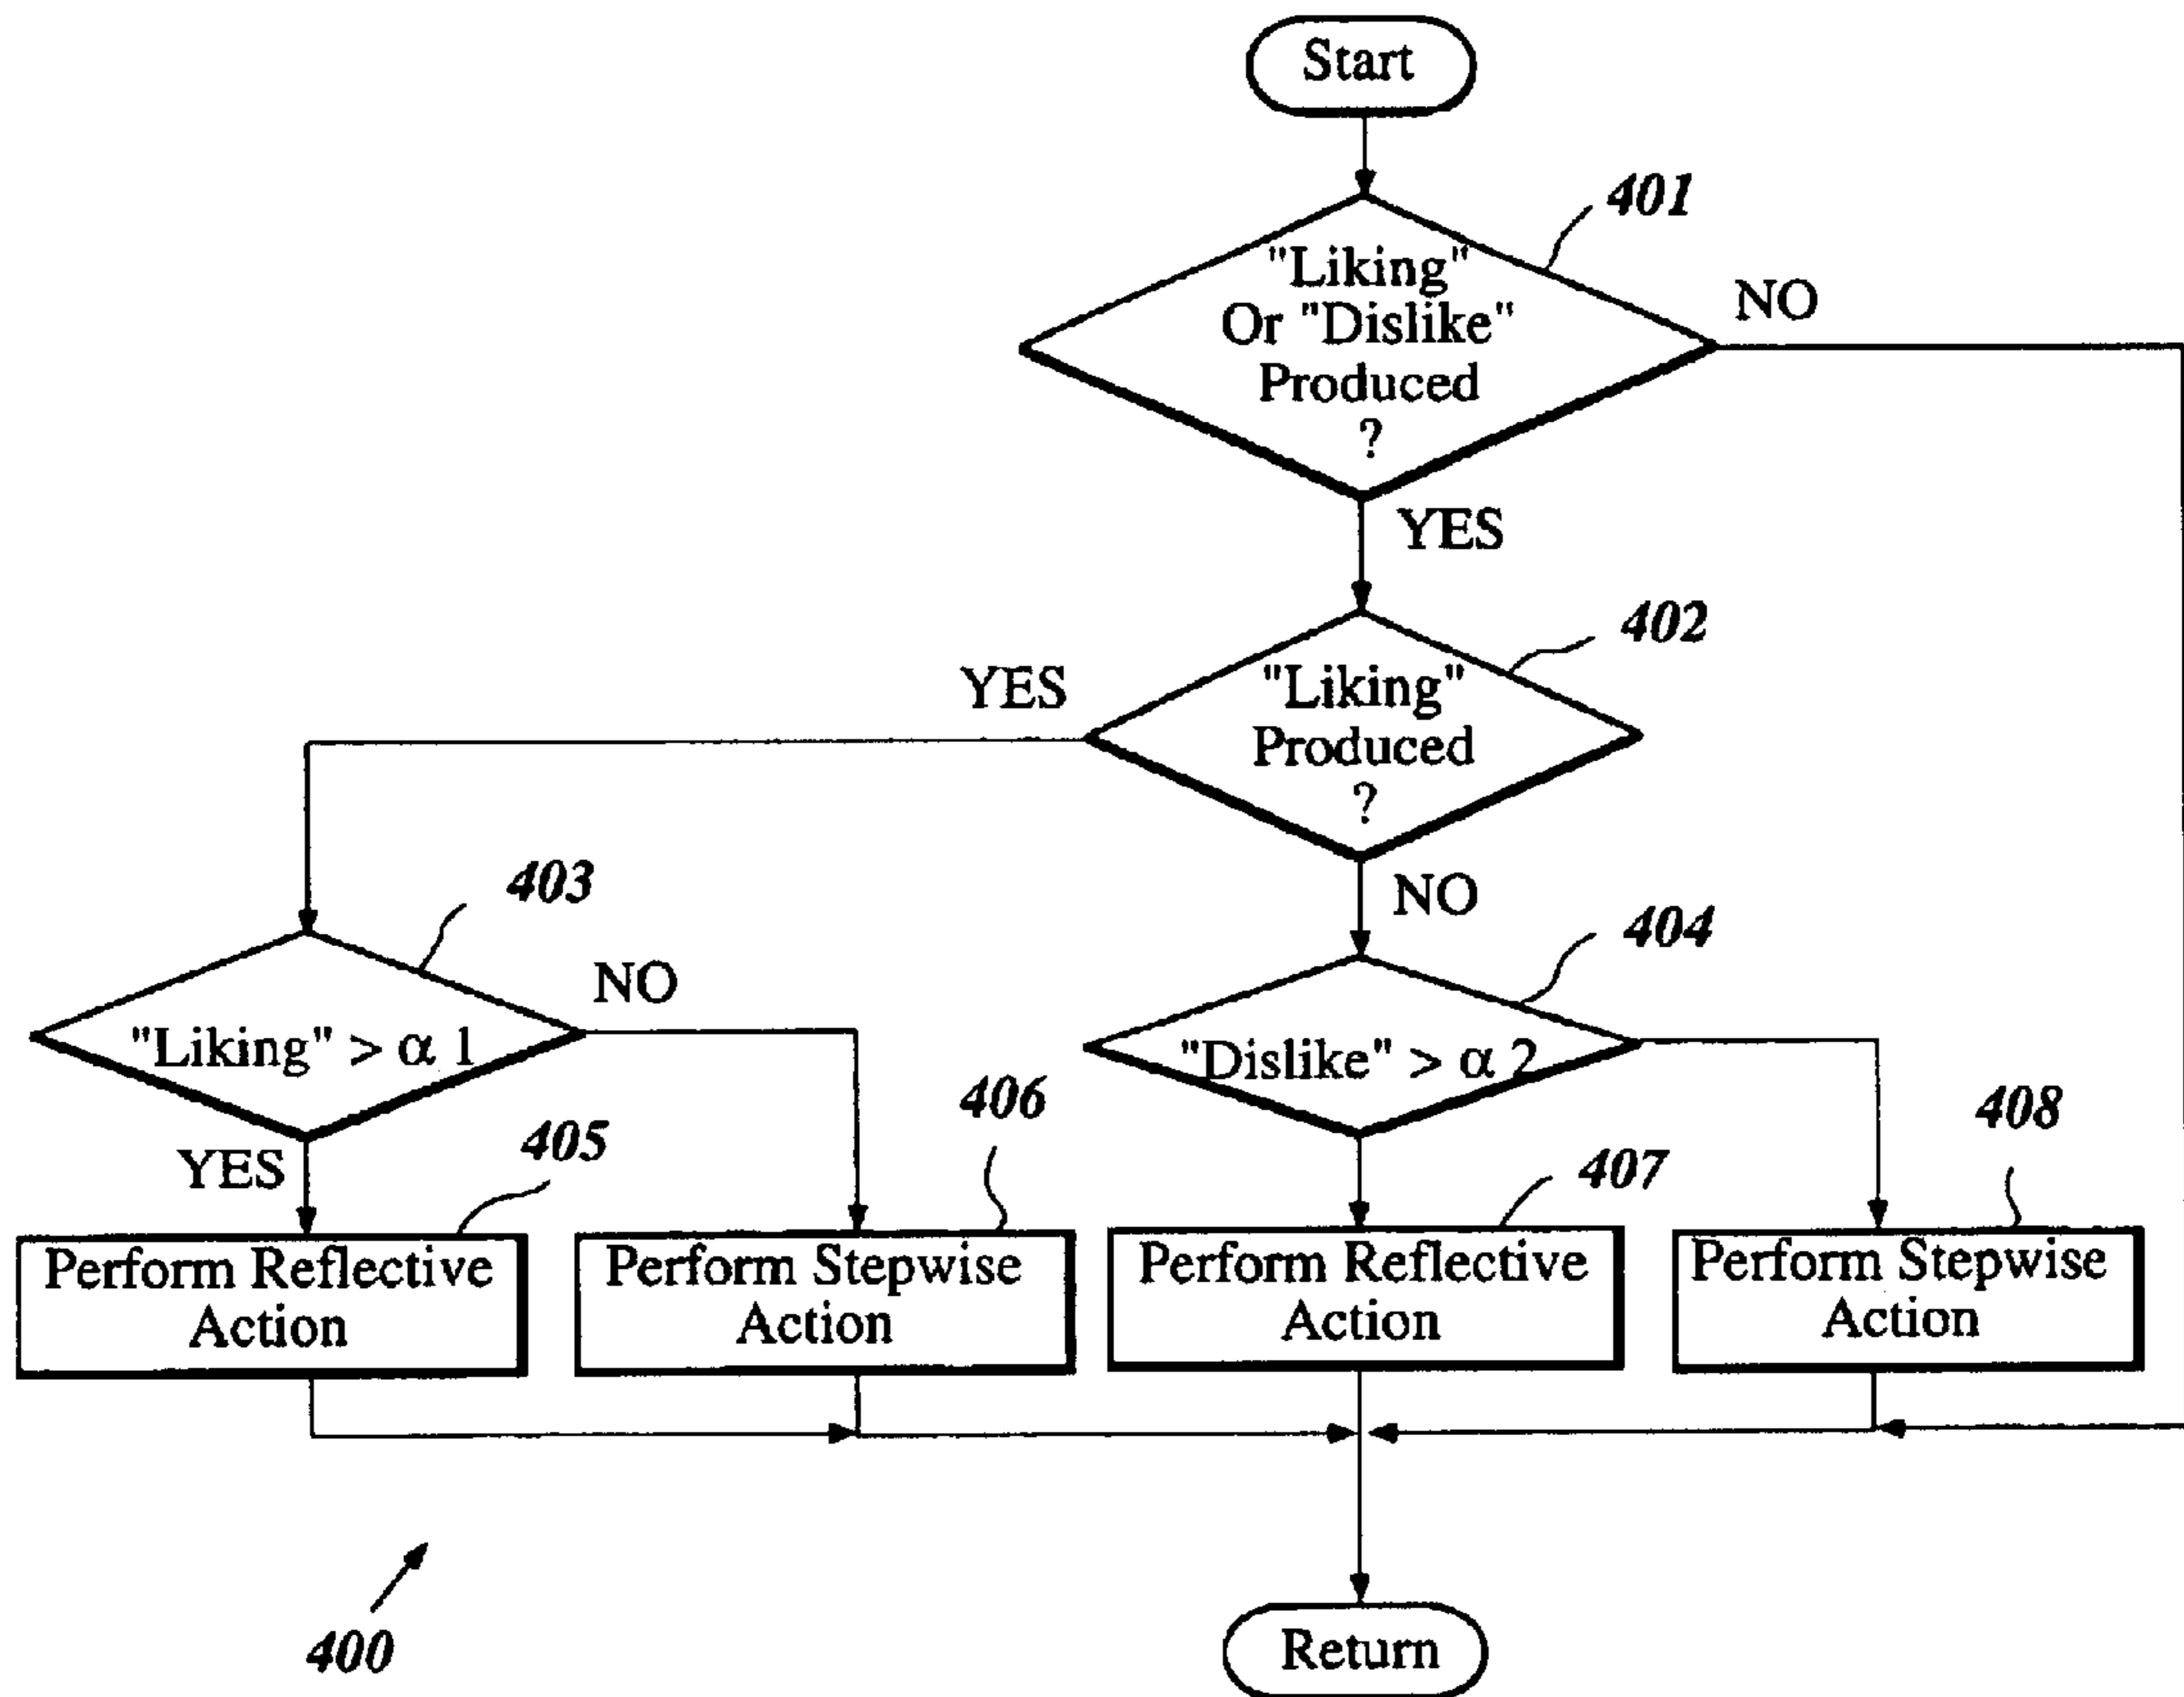 Start
401
"Liking"
Or "Dislike"
Produced
?
NO
YES
402
"Liking"
Produced
?
YES
NO
403
"Liking" > α 1
NO
YES
404
"Dislike" > α 2
405
Perform Reflective
Action
406
Perform Stepwise
Action
407
Perform Reflective
Action
408
Perform Stepwise
Action
400
Return